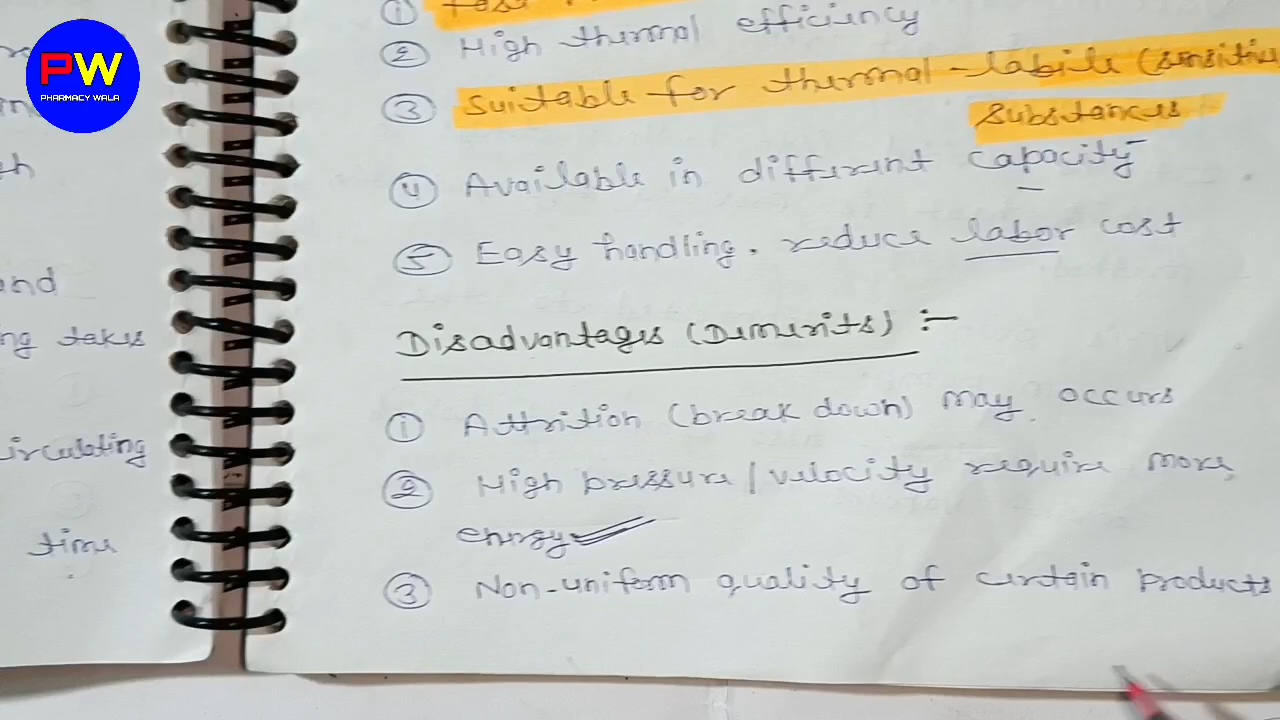 PW
PHARMACY WALA
and
ng takes
irculating
time
①
② High thermal efficiency
③ Suitable for thermal-labile (sensitive
substances
④ Available in different capacity
⑤ Easy handling. reduce labor cost
Disadvantages (Demerits) :-
① Attrition (break down) may occurs
② High pressure / velocity require more
energy
③ Non-uniform quality of certain products